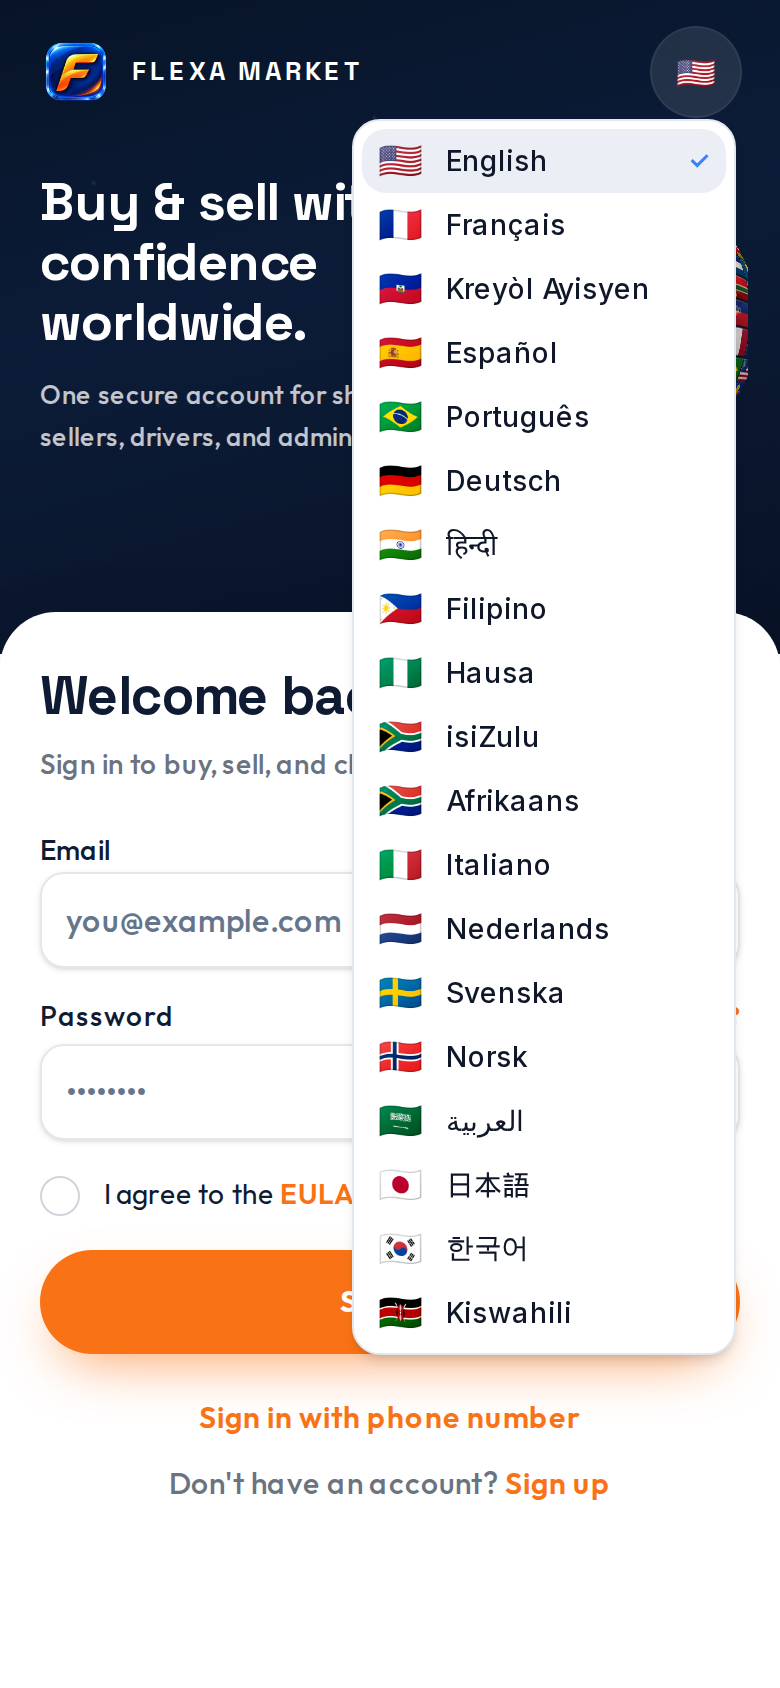 FLEXA MARKET
Buy & sell wit
confidence
worldwide.
One secure account for sh
sellers, drivers, and admin
English
Français
Kreyòl Ayisyen
Español
Português
Deutsch
हिन्दी
Filipino
Hausa
isiZulu
Afrikaans
Italiano
Nederlands
Svenska
Norsk
العربية
日本語
한국어
Kiswahili
Welcome bac
Sign in to buy, sell, and ch
Email
you@example.com
Password
••••••••
I agree to the EULA
S
Sign in with phone number
Don't have an account? Sign up